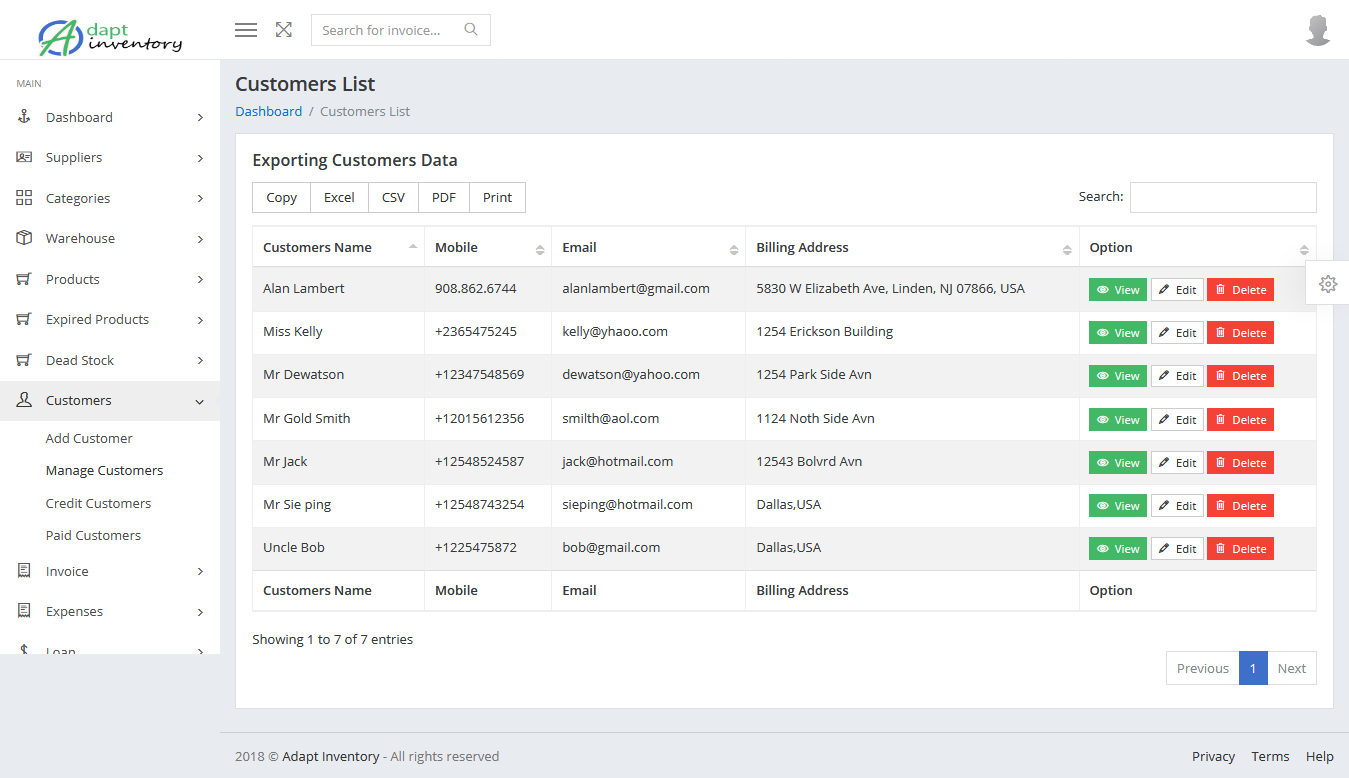 Adapt
inventory
Search for invoice...
MAIN
Dashboard
Suppliers
Categories
Warehouse
Products
Expired Products
Dead Stock
Customers
Add Customer
Manage Customers
Credit Customers
Paid Customers
Invoice
Expenses
Loan
Customers List
Dashboard / Customers List
Exporting Customers Data
Copy Excel CSV PDF Print Search:
Customers Name Mobile Email Billing Address Option
Alan Lambert 908.862.6744 alanlambert@gmail.com 5830 W Elizabeth Ave, Linden, NJ 07866, USA View Edit Delete
Miss Kelly +2365475245 kelly@yhaoo.com 1254 Erickson Building View Edit Delete
Mr Dewatson +12347548569 dewatson@yahoo.com 1254 Park Side Avn View Edit Delete
Mr Gold Smith +12015612356 smilth@aol.com 1124 Noth Side Avn View Edit Delete
Mr Jack +12548524587 jack@hotmail.com 12543 Bolvrd Avn View Edit Delete
Mr Sie ping +12548743254 sieping@hotmail.com Dallas,USA View Edit Delete
Uncle Bob +1225475872 bob@gmail.com Dallas,USA View Edit Delete
Customers Name Mobile Email Billing Address Option
Showing 1 to 7 of 7 entries
Previous 1 Next
2018 © Adapt Inventory - All rights reserved Privacy Terms Help